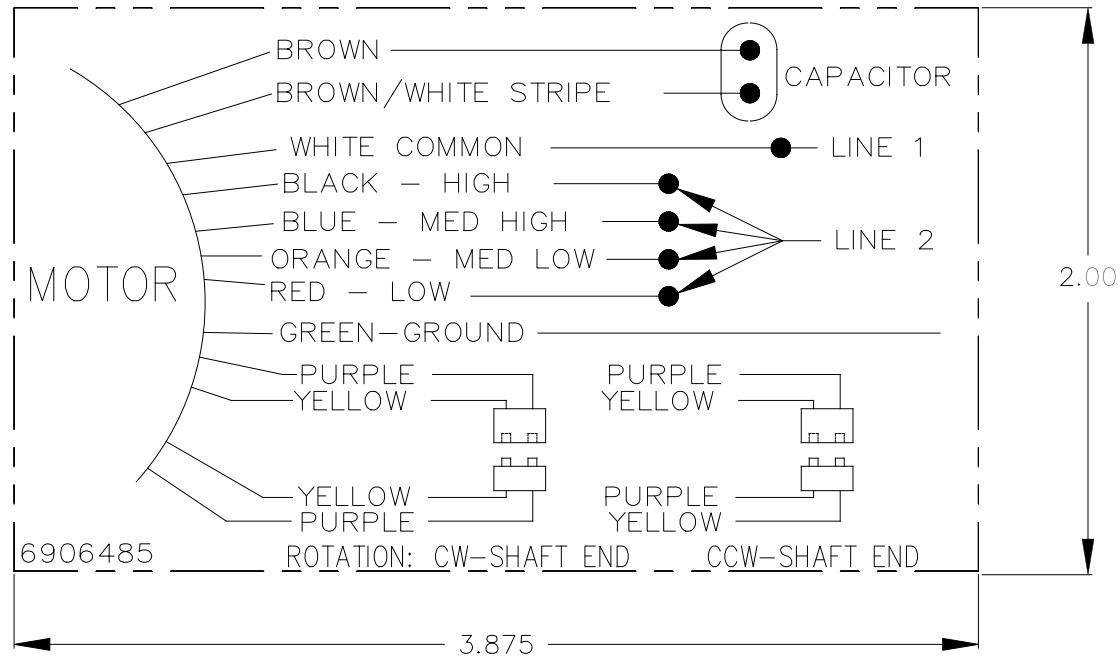 BROWN
BROWN/WHITE STRIPE
CAPACITOR
WHITE COMMON
LINE 1
BLACK - HIGH
BLUE - MED HIGH
LINE 2
ORANGE - MED LOW
MOTOR
RED - LOW
2.00
GREEN-GROUND
PURPLE PURPLE
YELLOW YELLOW
YELLOW PURPLE
PURPLE YELLOW
6906485 ROTATION: CW-SHAFT END CCW-SHAFT END
3.875